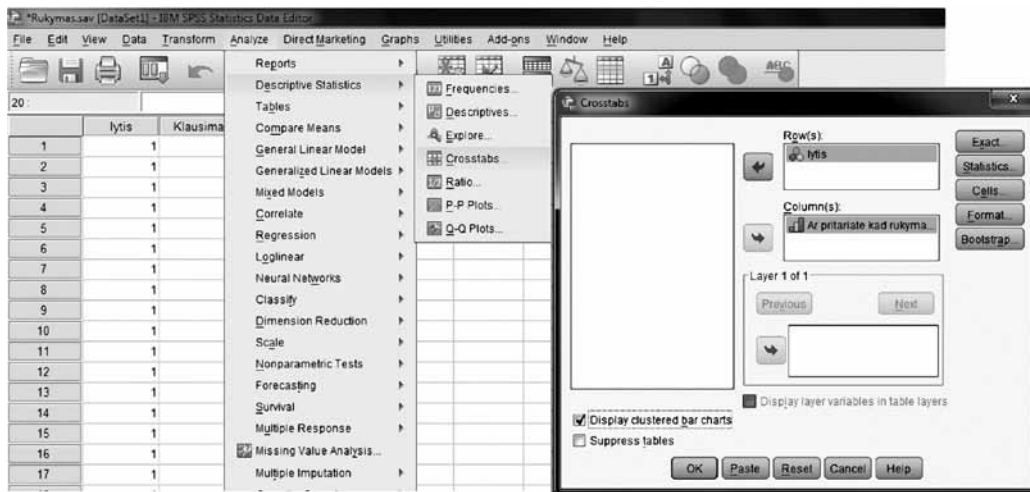 *Rukymas.sav [DataSet1] - IBM SPSS Statistics Data Editor
File Edit View Data Transform Analyze Direct Marketing Graphs Utilities Add-ons Window Help
20 :
lytis Klausima
1 1
2 1
3 1
4 1
5 1
6 1
7 1
8 1
9 1
10 1
11 1
12 1
13 1
14 1
15 1
16 1
17 1
Reports
Descriptive Statistics
Tables
Compare Means
General Linear Model
Generalized Linear Models
Mixed Models
Correlate
Regression
Loglinear
Neural Networks
Classify
Dimension Reduction
Scale
Nonparametric Tests
Forecasting
Survival
Multiple Response
Missing Value Analysis...
Multiple Imputation
Frequencies...
Descriptives...
Explore...
Crosstabs...
Ratio...
P-P Plots...
Q-Q Plots...
Crosstabs
Row(s):
lytis
Column(s):
Ar pritariate kad rukyma...
Layer 1 of 1
Previous Next
Display layer variables in table layers
Display clustered bar charts
Suppress tables
OK Paste Reset Cancel Help
Exact...
Statistics...
Cells...
Format...
Bootstrap...